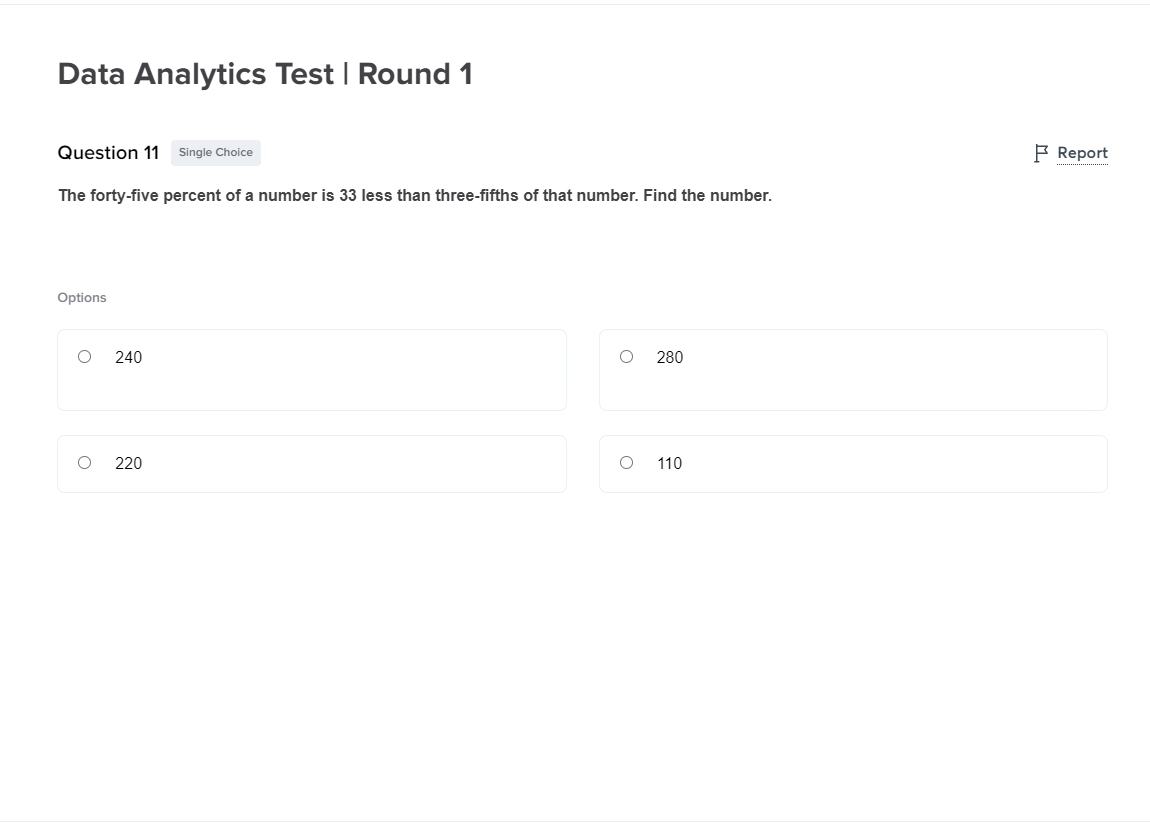 Data Analytics Test | Round 1
Question 11 Single Choice Report
The forty-five percent of a number is 33 less than three-fifths of that number. Find the number.
Options
240
280
220
110